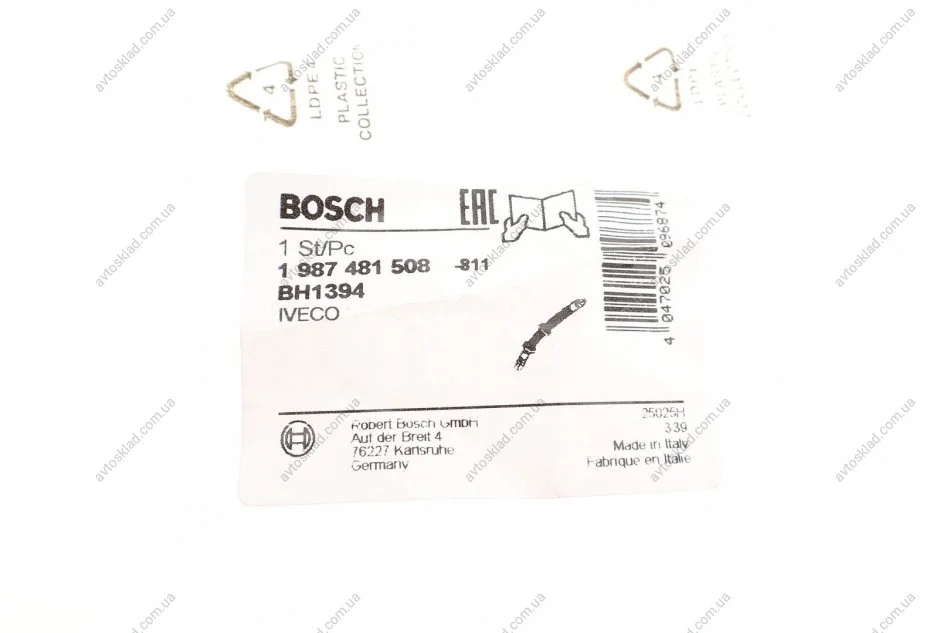 4
LDPE
PLASTIC
COLLECTION
4
LDPE
BOSCH
EAC
1 St/Pc
1 987 481 508 -811
BH1394
IVECO
4 047025 096874
Robert Bosch GmbH
Auf der Breit 4
76227 Karlsruhe
Germany
25025H
339
Made in Italy
Fabriqué en Italie
avtosklad.com.ua